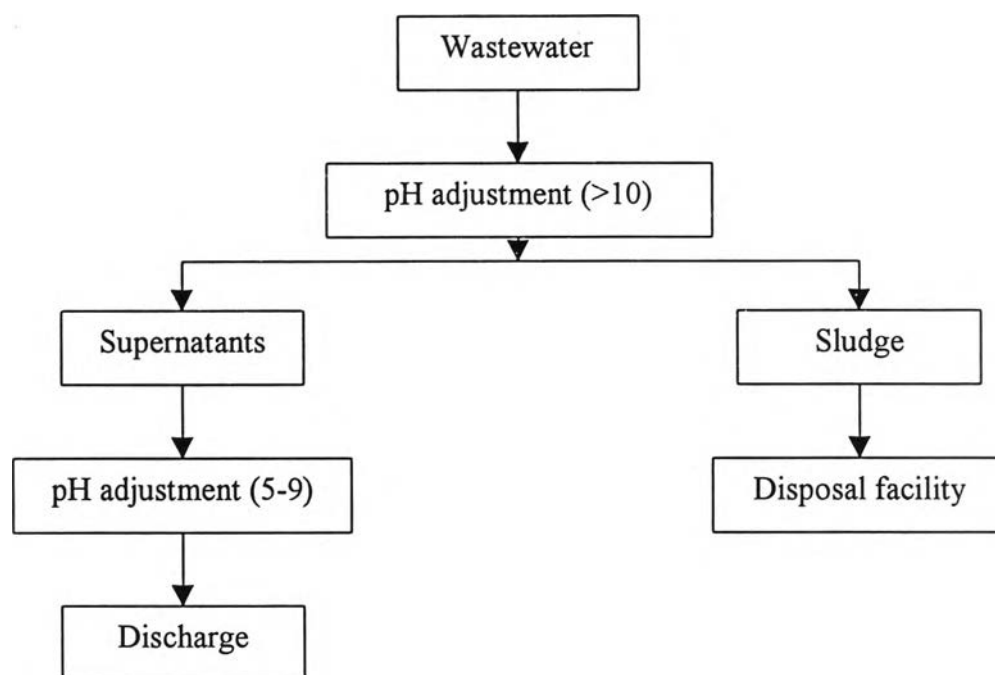 Wastewater
pH adjustment (>10)
Supernatants
Sludge
pH adjustment (5-9)
Disposal facility
Discharge